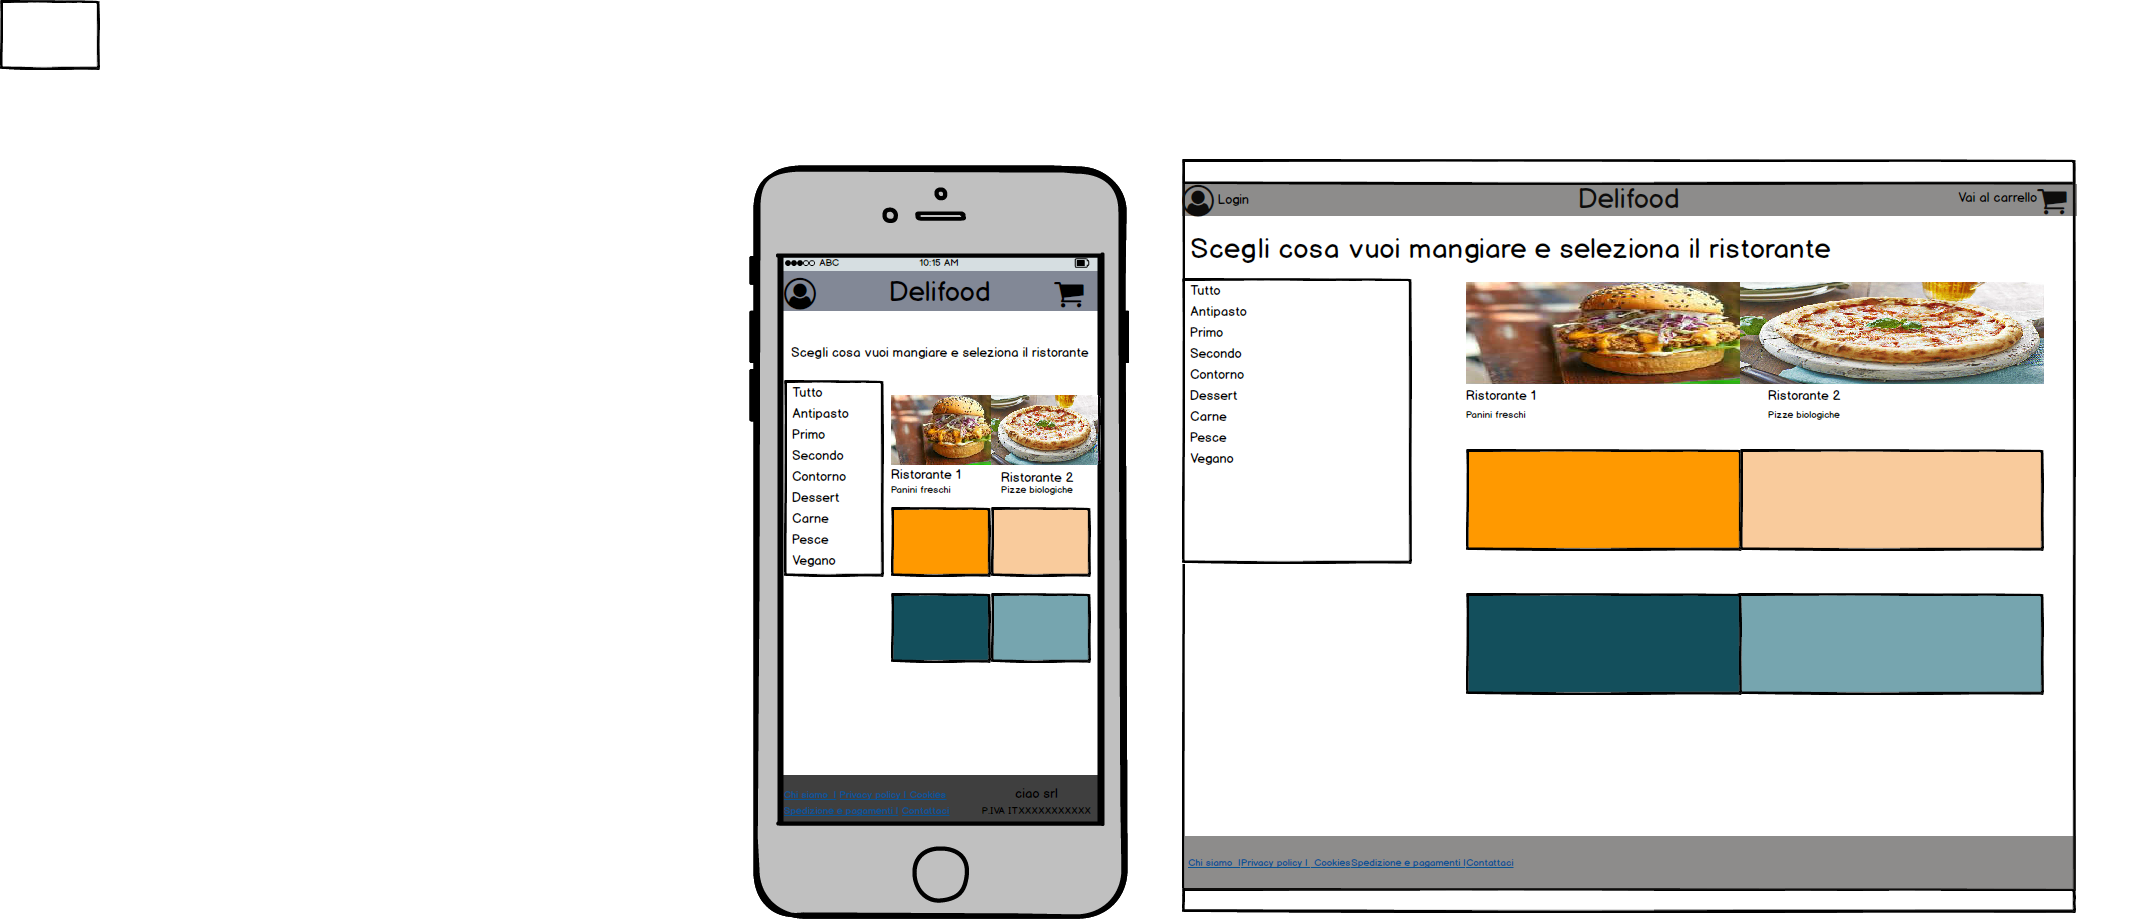 ●●●○○ ABC 10:15 AM
Delifood
Scegli cosa vuoi mangiare e seleziona il ristorante
Tutto
Antipasto
Primo
Secondo
Contorno
Dessert
Carne
Pesce
Vegano
Ristorante 1
Panini freschi
Ristorante 2
Pizze biologiche
Chi siamo | Privacy policy | Cookies
Spedizione e pagamenti | Contattaci
ciao srl
P.IVA ITXXXXXXXXXXX
Login
Delifood
Vai al carrello
Scegli cosa vuoi mangiare e seleziona il ristorante
Tutto
Antipasto
Primo
Secondo
Contorno
Dessert
Carne
Pesce
Vegano
Ristorante 1
Panini freschi
Ristorante 2
Pizze biologiche
Chi siamo |Privacy policy | CookiesSpedizione e pagamenti |Contattaci